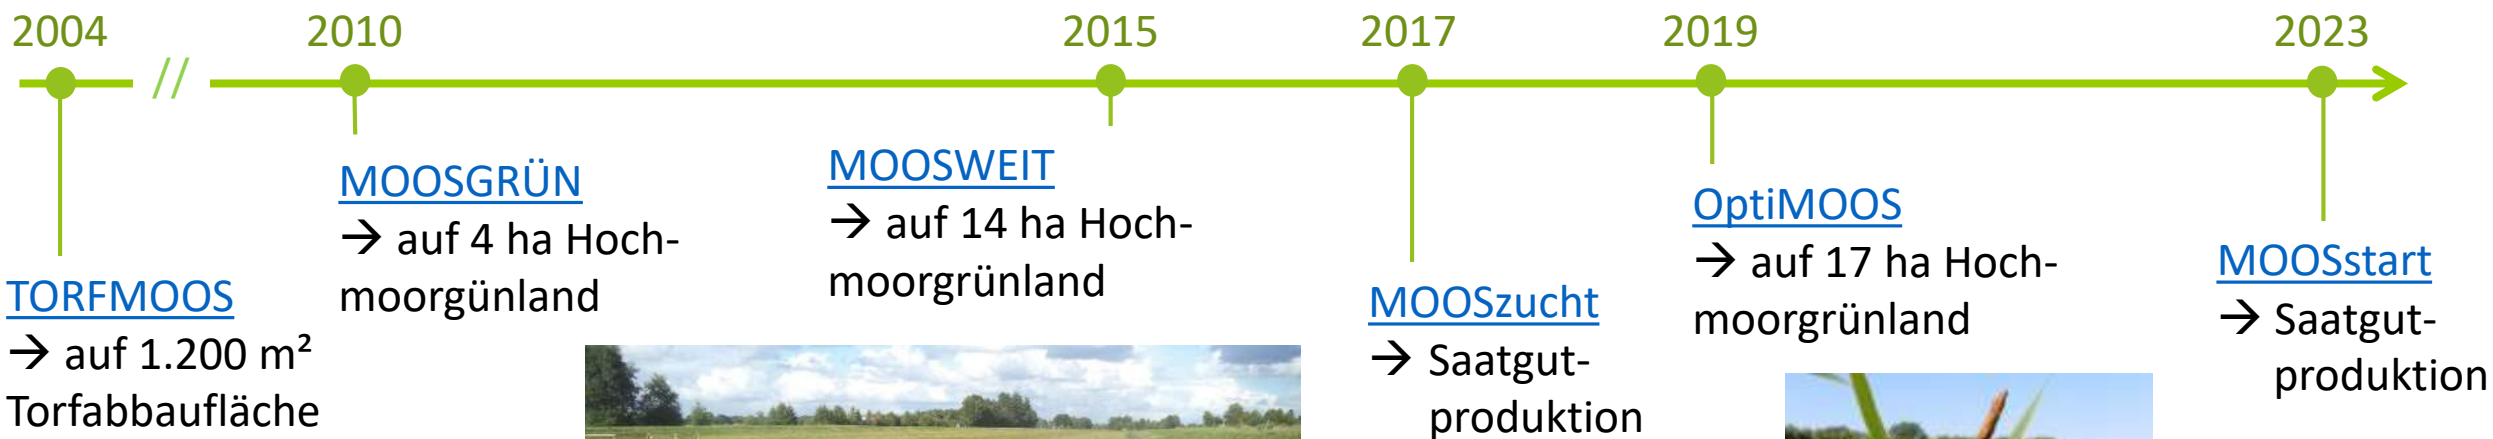 2004
2010
2015
2017
2019
2023
//
TORFMOOS
→ auf 1.200 m²
Torfabbaufläche
MOOSGRÜN
→ auf 4 ha Hoch-
moorgünland
MOOSWEIT
→ auf 14 ha Hoch-
moorgrünland
MOOSzucht
→ Saatgut-
produktion
OptiMOOS
→ auf 17 ha Hoch-
moorgrünland
MOOSstart
→ Saatgut-
produktion